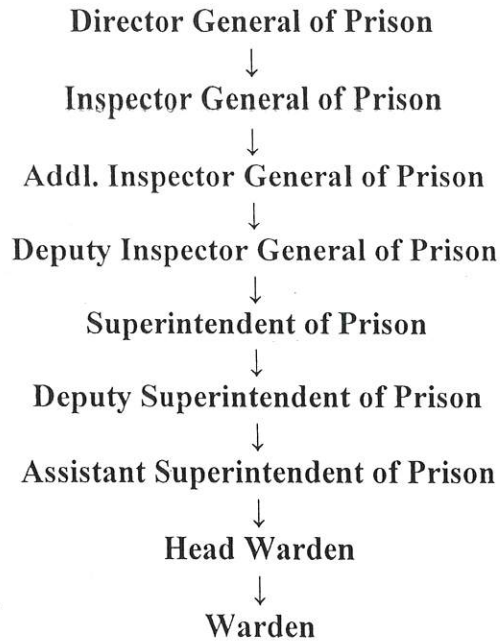 Director General of Prison
↓
Inspector General of Prison
↓
Addl. Inspector General of Prison
↓
Deputy Inspector General of Prison
↓
Superintendent of Prison
↓
Deputy Superintendent of Prison
↓
Assistant Superintendent of Prison
↓
Head Warden
↓
Warden